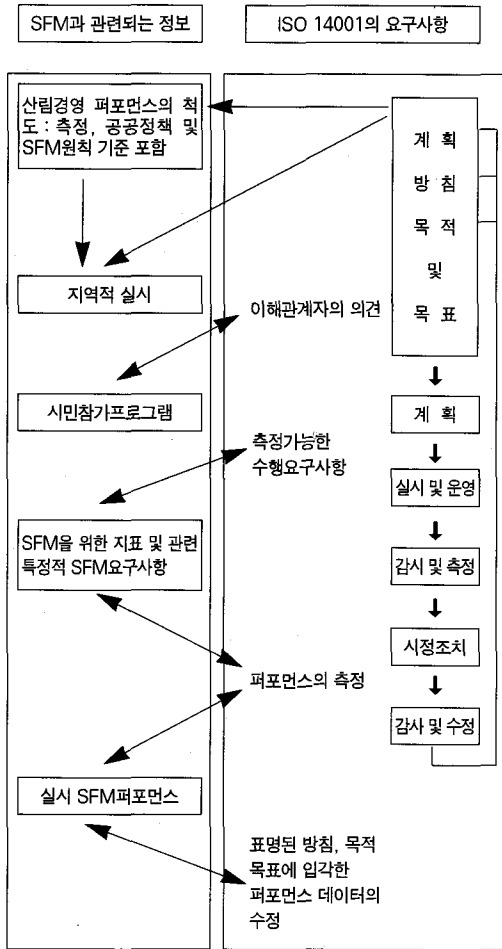 SFM과 관련되는 정보
ISO 14001의 요구사항
산림경영 퍼포먼스의 척
도 : 측정, 공공정책 및
SFM원칙 기준 포함
지역적 실시
시민참가프로그램
SFM을 위한 지표 및 관련
특정적 SFM요구사항
실시 SFM퍼포먼스
이해관계자의 의견
측정가능한
수행요구사항
퍼포먼스의 측정
표명된 방침, 목적
목표에 입각한
퍼포먼스 데이터의
수정
계 획
방 침
목 적
및
목 표
계 획
실시 및 운영
감시 및 측정
시정조치
감사 및 수정